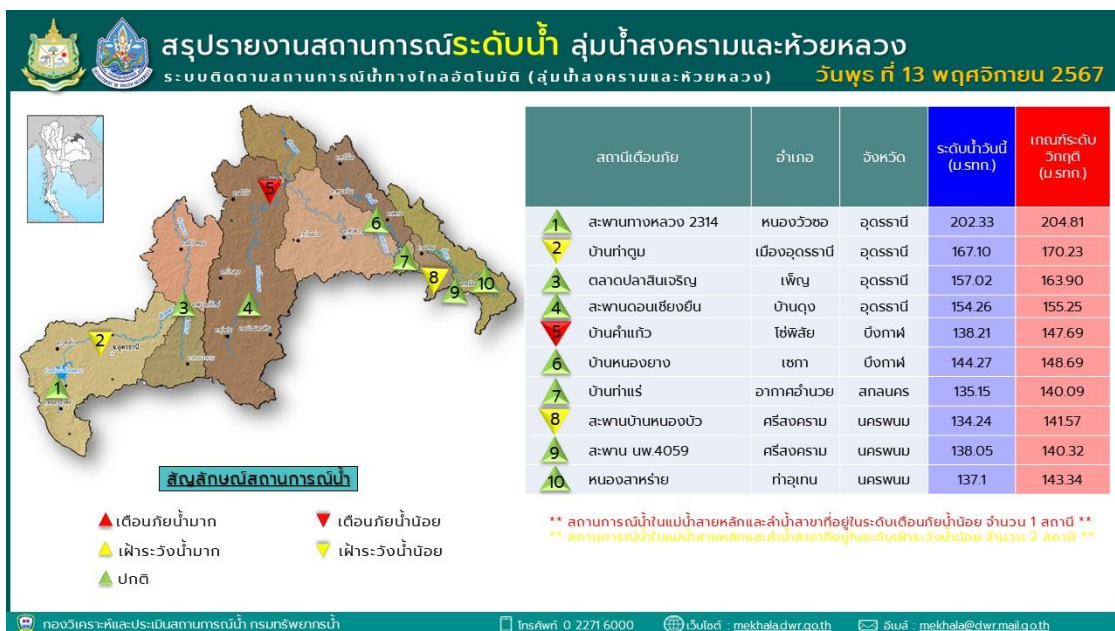 สรุปรายงานสถานการณ์ระดับน้ำ ลุ่มน้ำสงครามและห้วยหลวง
ระบบติดตามสถานการณ์น้ำทางไกลอัตโนมัติ (ลุ่มน้ำสงครามและห้วยหลวง) วันพุธ ที่ 13 พฤศจิกายน 2567
สถานีเตือนภัย อำเภอ จังหวัด ระดับน้ำวันนี้ (ม.รทก.) เกณฑ์ระดับวิกฤติ (ม.รทก.)
1 สะพานทางหลวง 2314 หนองวัวซอ อุดรธานี 202.33 204.81
2 บ้านท่าตูม เมืองอุดรธานี อุดรธานี 167.10 170.23
3 ตลาดปลาสินเจริญ เพ็ญ อุดรธานี 157.02 163.90
4 สะพานดอนเชียงยืน บ้านดุง อุดรธานี 154.26 155.25
5 บ้านคำแก้ว โซ่พิสัย บึงกาฬ 138.21 147.69
6 บ้านหนองยาง เซกา บึงกาฬ 144.27 148.69
7 บ้านท่าแร่ อากาศอำนวย สกลนคร 135.15 140.09
8 สะพานบ้านหนองบัว ศรีสงคราม นครพนม 134.24 141.57
9 สะพาน นพ.4059 ศรีสงคราม นครพนม 138.05 140.32
10 หนองสาหร่าย ท่าอุเทน นครพนม 137.1 143.34
5
6
7
8
10
9
3
4
2
จ.อุดรธานี
1
สัญลักษณ์สถานการณ์น้ำ
เตือนภัยน้ำมาก เตือนภัยน้ำน้อย
เฝ้าระวังน้ำมาก เฝ้าระวังน้ำน้อย
ปกติ
** สถานการณ์น้ำในแม่น้ำสายหลักและลำน้ำสาขาที่อยู่ในระดับเตือนภัยน้ำน้อย จำนวน 1 สถานี **
** สถานการณ์น้ำในแม่น้ำสายหลักและลำน้ำสาขาที่อยู่ในระดับเฝ้าระวังน้ำน้อย จำนวน 2 สถานี **
กองวิเคราะห์และประเมินสถานการณ์น้ำ กรมทรัพยากรน้ำ โทรศัพท์ 0 2271 6000 เว็บไซต์ : mekhala.dwr.go.th อีเมล์ : mekhala@dwr.mail.go.th